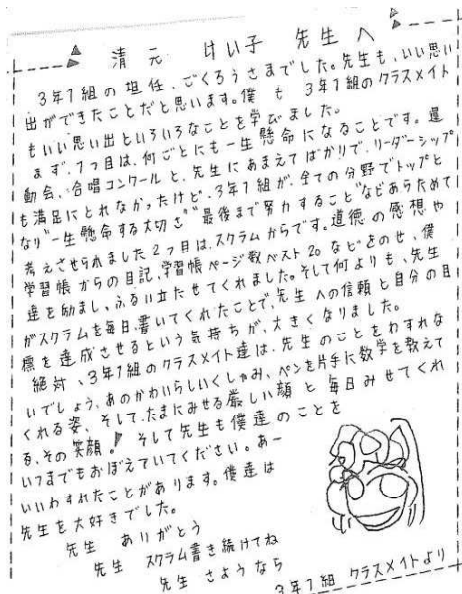 清元 けい子 先生へ
3年1組の担任、ごくろうさまでした。先生も、いい思い
出ができたことだと思います。僕も3年1組のクラスメイト
もいい思い出といろいろなことを学びました。
まず、1つ目は、何ごとにも一生懸命になることです。運
動会、合唱コンクールと、先生にあまえてばかりで、リーダーシップ
も満足にとれなかったけど、3年1組が、全ての分野でトップと
なり“一生懸命する大切さ”“最後まで努力すること”などあらためて
考えさせられました2つ目は、スクラムからです。道徳の感想や
学習帳からの日記、学習帳ページ数ベスト20などをのせ、僕
達を励まし、ふるい立たせてくれました。そして何よりも、先生
がスクラムを毎日、書いてくれたことで、先生への信頼と自分の目
標を達成させるという気持ちが、大きくなりました。
絶対、3年1組のクラスメイト達は、先生のことをわすれな
いでしょう、あのかわいらしいくしゃみ、ペンを片手に数学を教えて
くれる姿、そして、たまにみせる厳しい顔と毎日みせてくれ
る、その笑顔!そして先生も僕達のことを
いつまでもおぼえていてください。あー
いいわすれたことがあります。僕達は
先生を大好きでした。
先生 ありがとう
先生 スクラム書き続けてね
先生 さようなら
3年1組 クラスメイトより